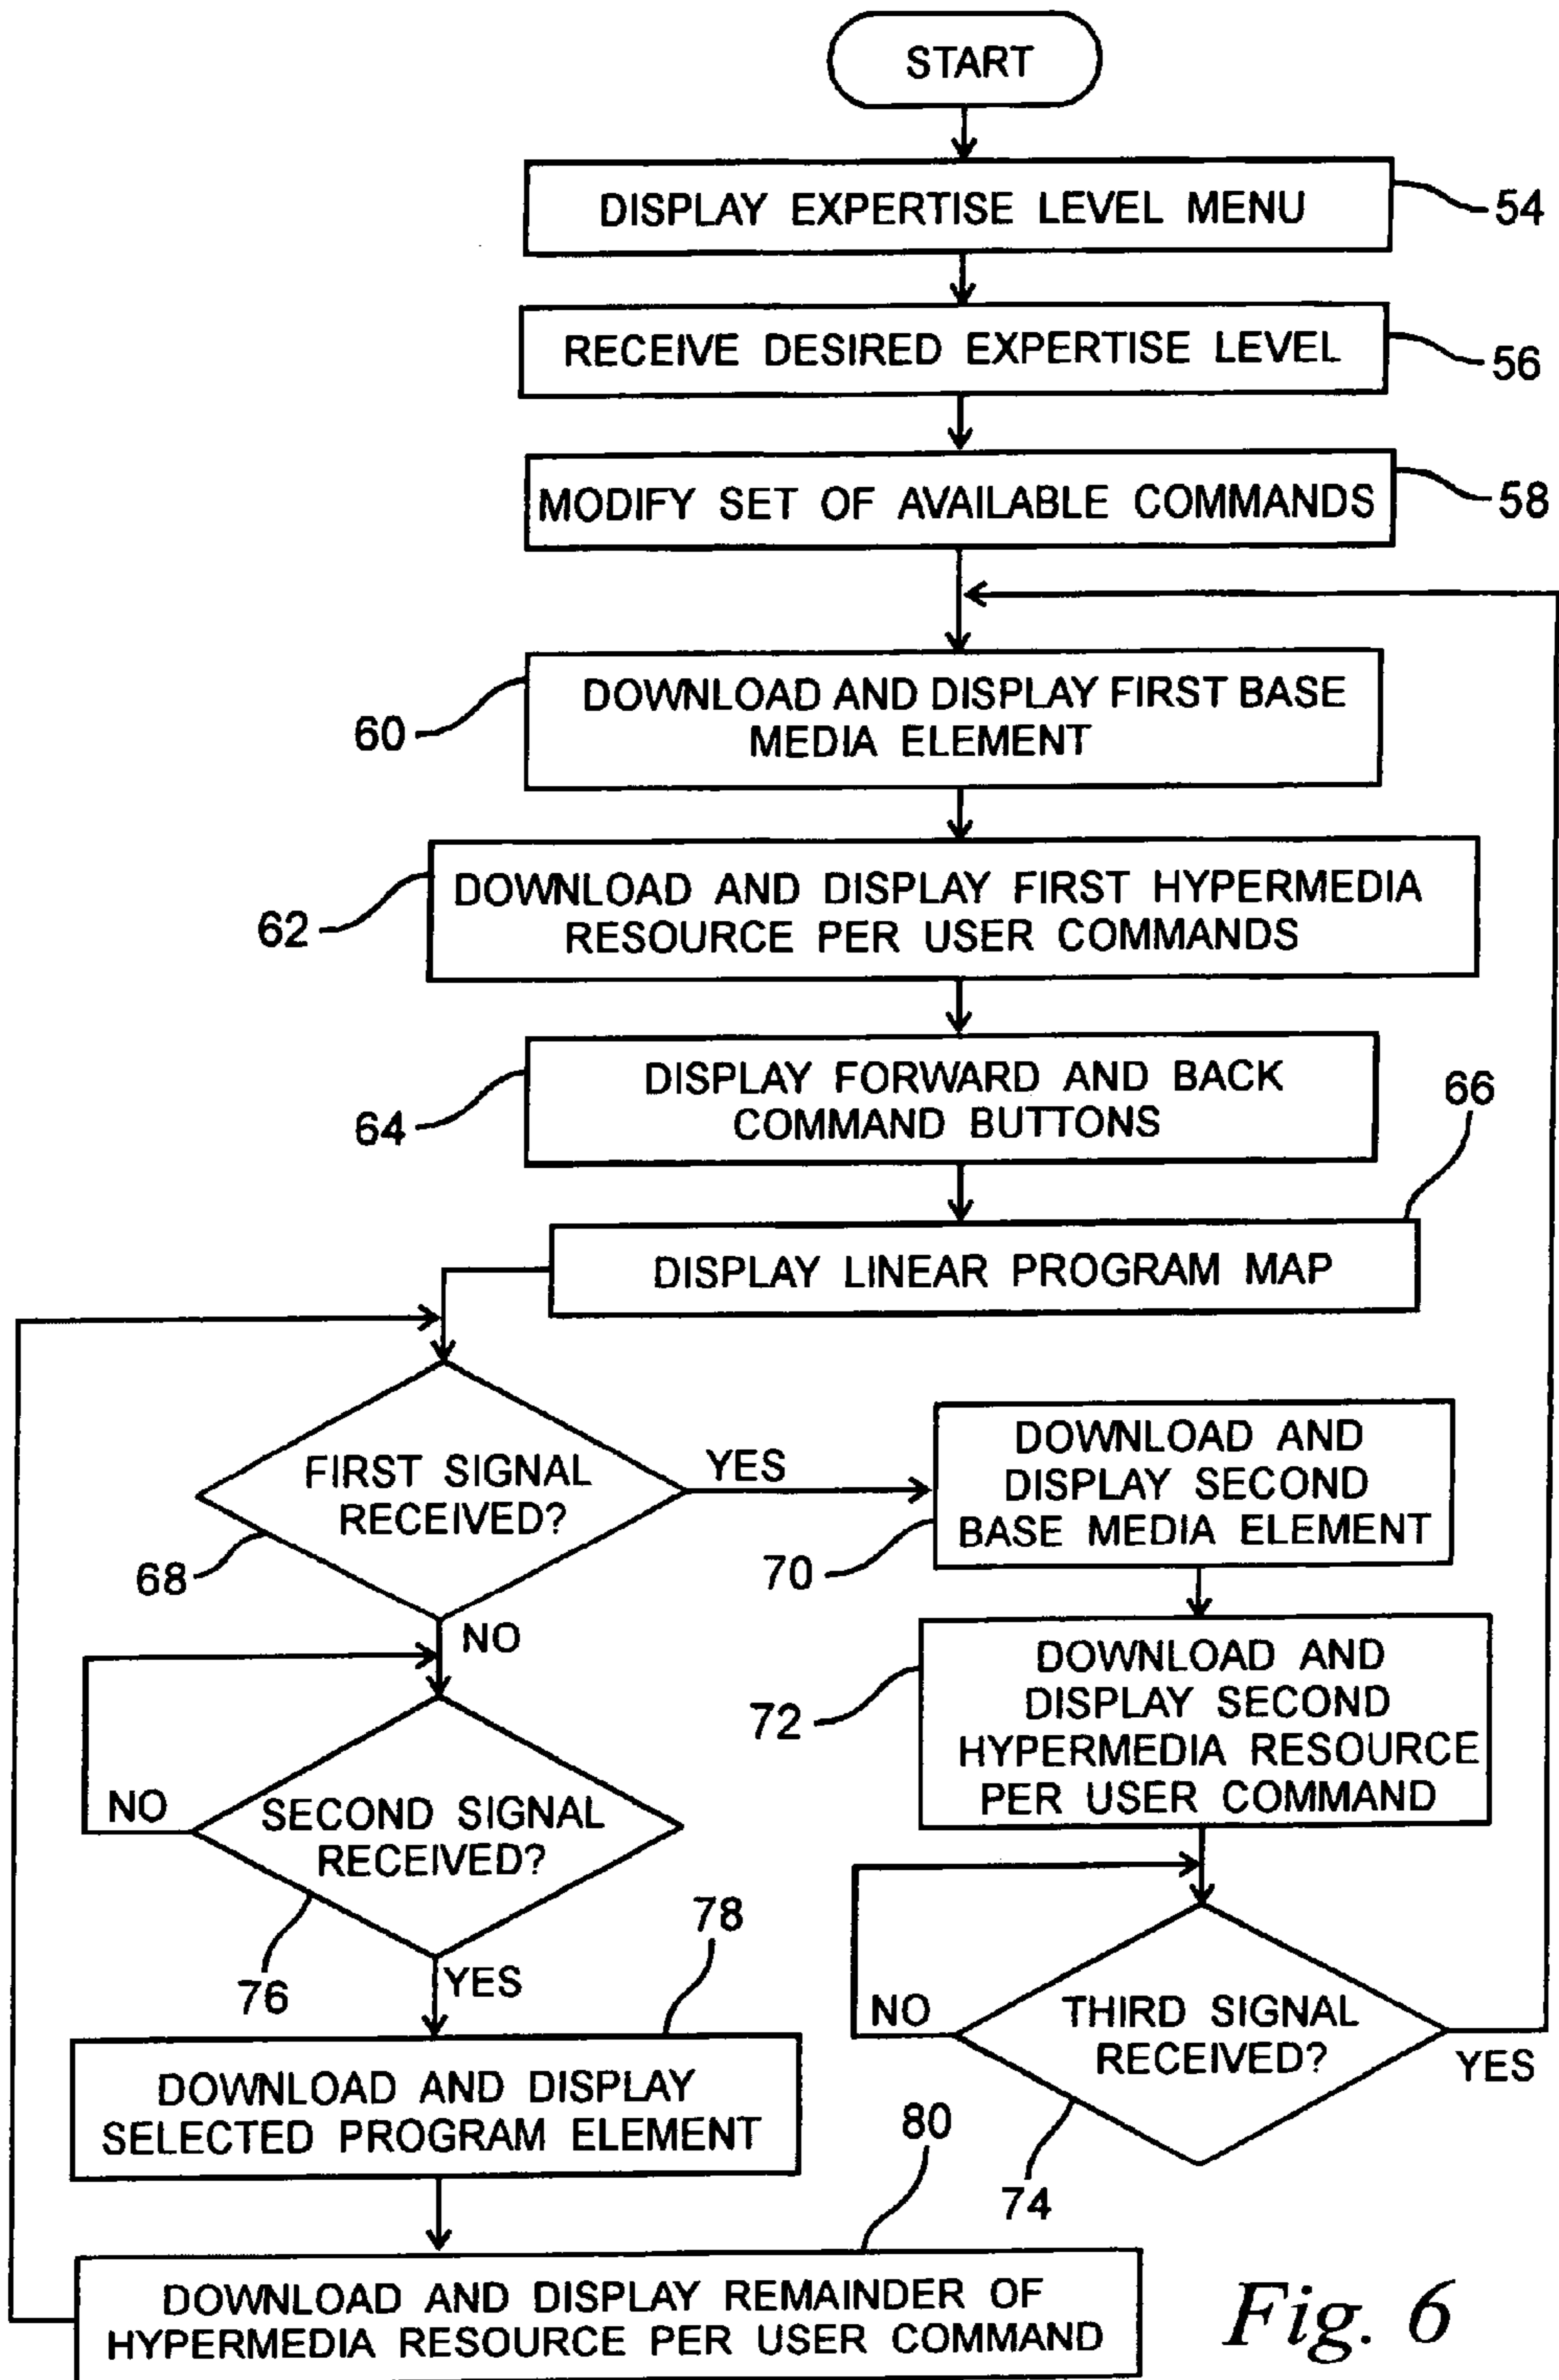 START
DISPLAY EXPERTISE LEVEL MENU
54
RECEIVE DESIRED EXPERTISE LEVEL
56
MODIFY SET OF AVAILABLE COMMANDS
58
DOWNLOAD AND DISPLAY FIRST BASE
MEDIA ELEMENT
60
DOWNLOAD AND DISPLAY FIRST HYPERMEDIA
RESOURCE PER USER COMMANDS
62
DISPLAY FORWARD AND BACK
COMMAND BUTTONS
64
66
DISPLAY LINEAR PROGRAM MAP
FIRST SIGNAL
RECEIVED?
68
YES
NO
DOWNLOAD AND
DISPLAY SECOND
BASE MEDIA ELEMENT
70
DOWNLOAD AND
DISPLAY SECOND
HYPERMEDIA RESOURCE
PER USER COMMAND
72
SECOND SIGNAL
RECEIVED?
NO
76
YES
78
THIRD SIGNAL
RECEIVED?
NO
YES
74
DOWNLOAD AND DISPLAY
SELECTED PROGRAM ELEMENT
80
DOWNLOAD AND DISPLAY REMAINDER OF
HYPERMEDIA RESOURCE PER USER COMMAND
Fig. 6